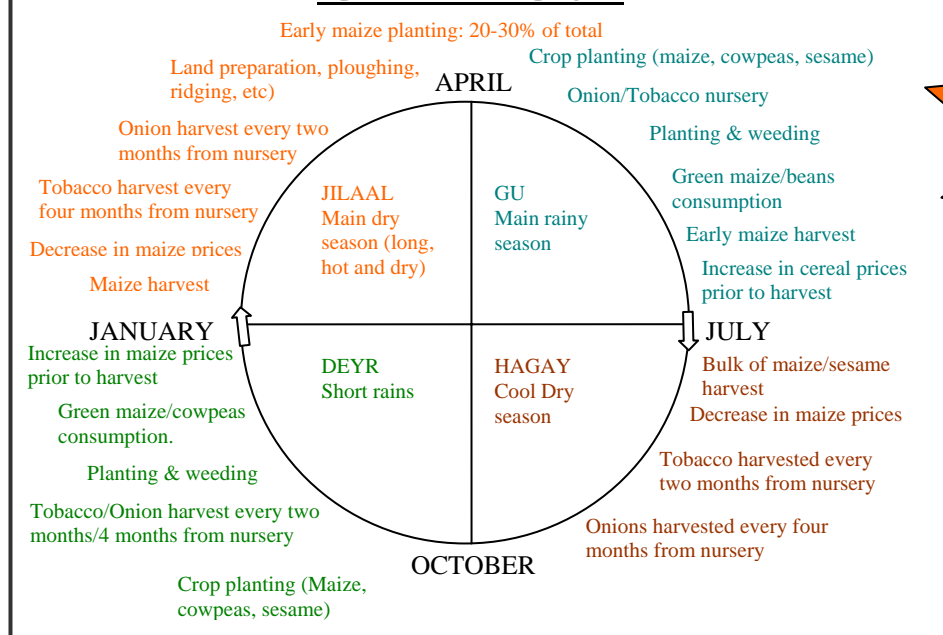 Early maize planting: 20-30% of total
Crop planting (maize, cowpeas, sesame)
Land preparation, ploughing,
ridging, etc)
APRIL
Onion/Tobacco nursery
Onion harvest every two
months from nursery
Planting & weeding
Tobacco harvest every
four months from nursery
Green maize/beans
consumption
JILAAL
Main dry
season (long,
hot and dry)
GU
Main rainy
season
Early maize harvest
Decrease in maize prices
Increase in cereal prices
prior to harvest
Maize harvest
JANUARY
JULY
Increase in maize prices
prior to harvest
DEYR
Short rains
HAGAY
Cool Dry
season
Bulk of maize/sesame
harvest
Decrease in maize prices
Green maize/cowpeas
consumption.
Planting & weeding
Tobacco harvested every
two months from nursery
Tobacco/Onion harvest every two
months/4 months from nursery
Onions harvested every four
months from nursery
OCTOBER
Crop planting (Maize,
cowpeas, sesame)